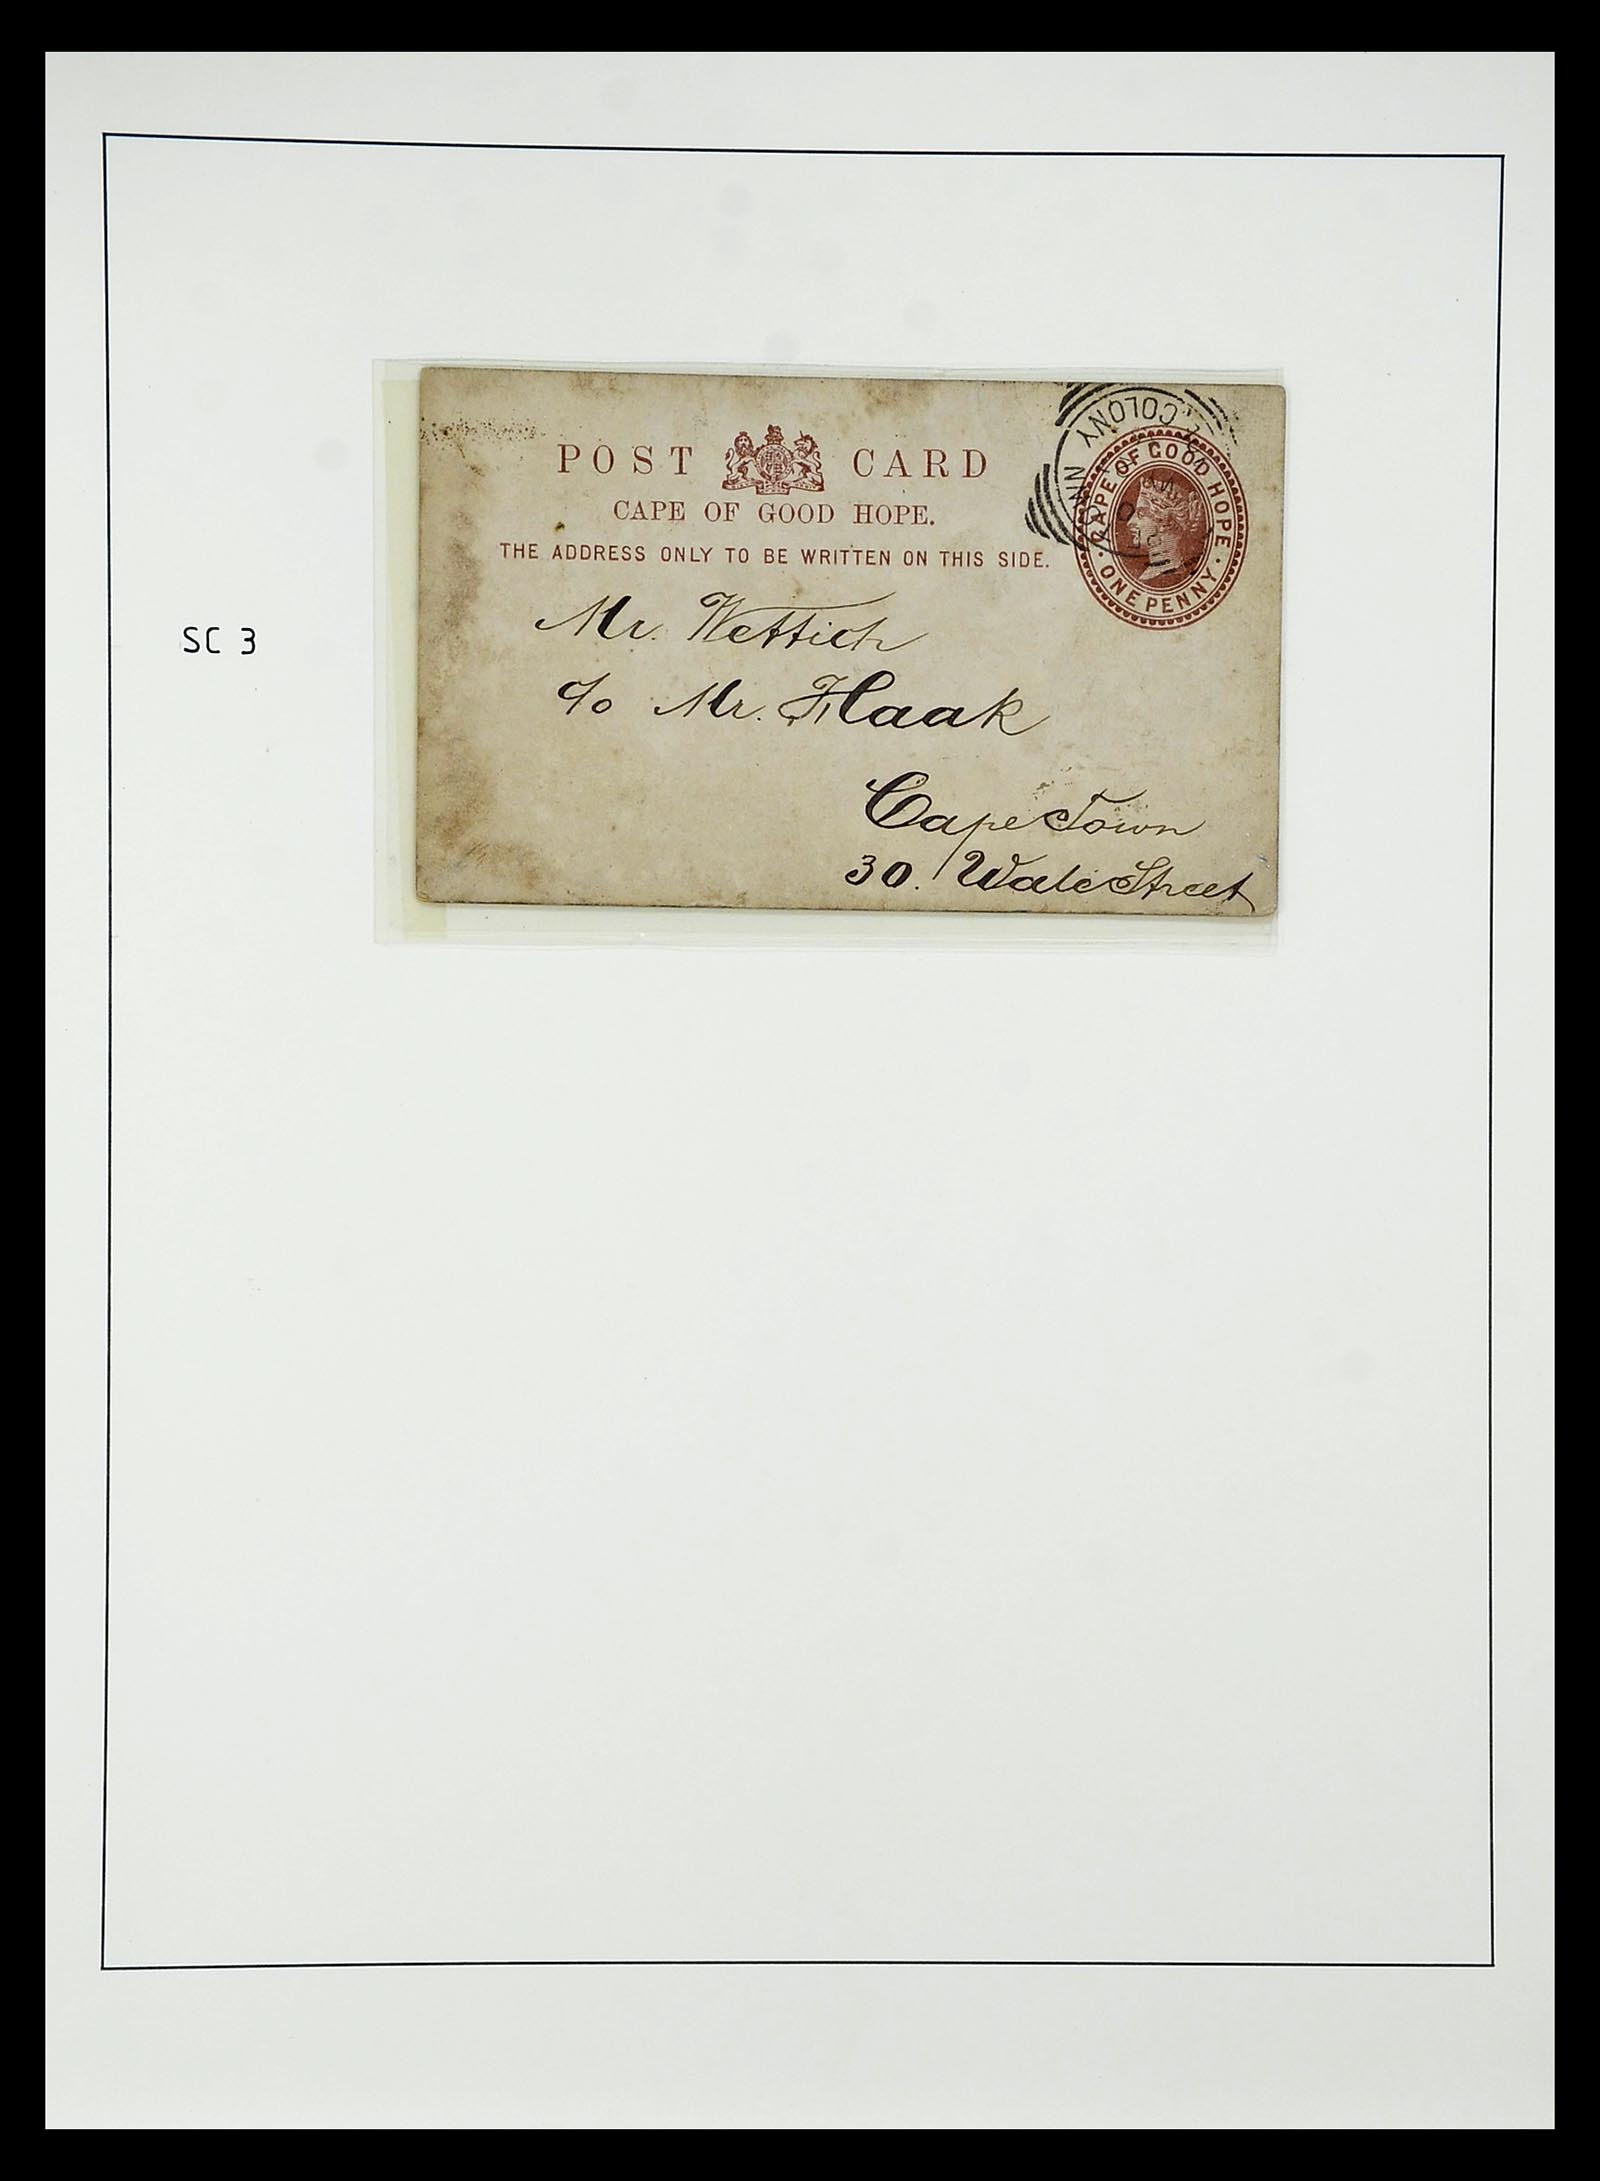 POST CARD
CAPE OF GOOD HOPE.
THE ADDRESS ONLY TO BE WRITTEN ON THIS SIDE.
CAPE OF GOOD HOPE.
ONE PENNY
COLONY
Mr. Wettich
c/o Mr. Haak
Cape Town
30. Wale Street
SC 3